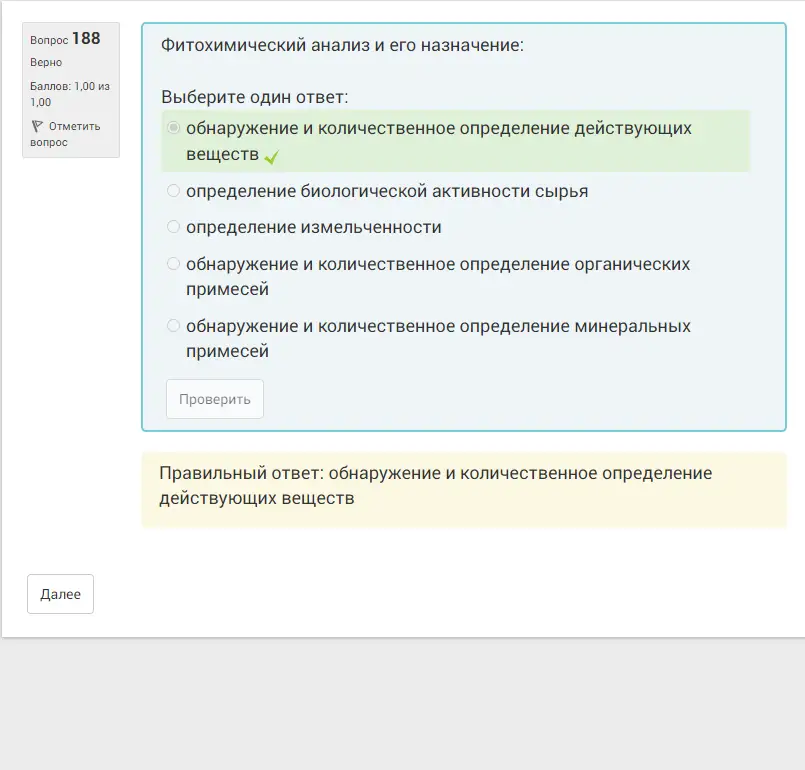 Вопрос 188
Верно
Баллов: 1,00 из
1,00
Отметить
вопрос
Фитохимический анализ и его назначение:
Выберите один ответ:
обнаружение и количественное определение действующих
веществ
определение биологической активности сырья
определение измельченности
обнаружение и количественное определение органических
примесей
обнаружение и количественное определение минеральных
примесей
Проверить
Правильный ответ: обнаружение и количественное определение
действующих веществ
Далее